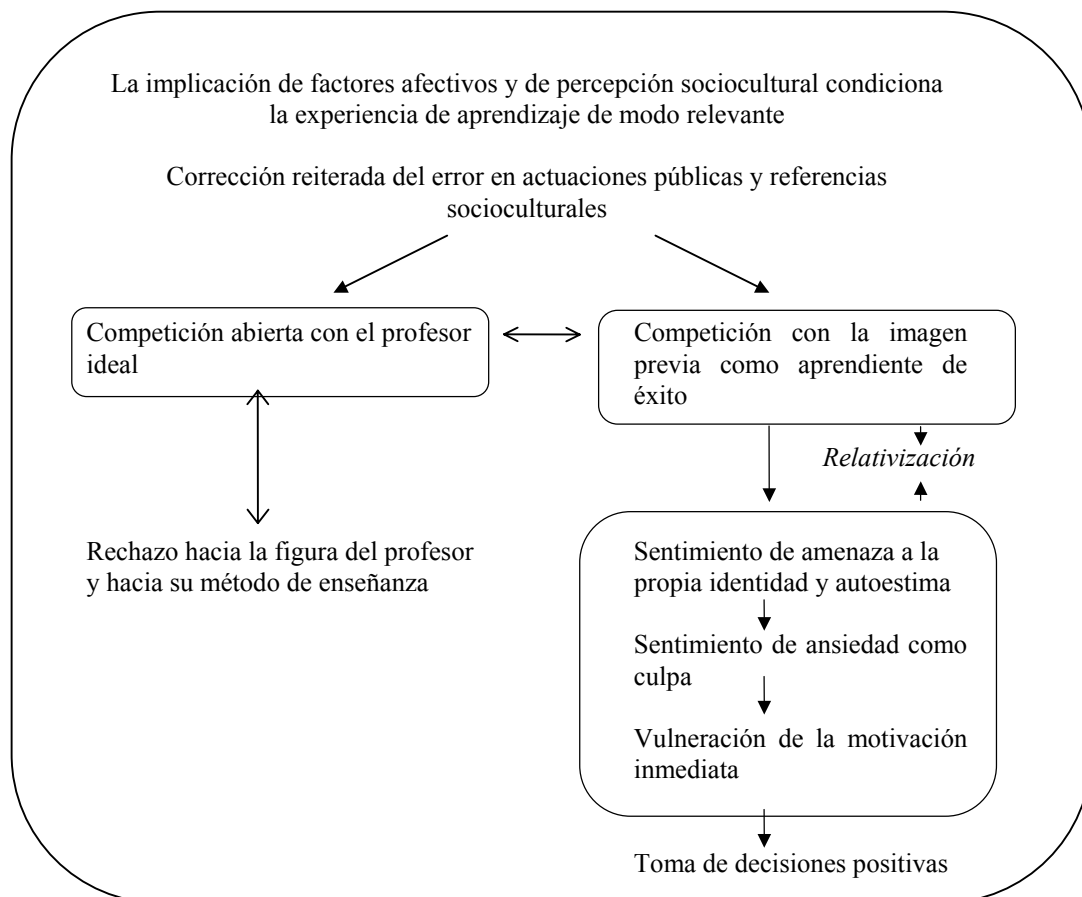 La implicación de factores afectivos y de percepción sociocultural condiciona
la experiencia de aprendizaje de modo relevante
Corrección reiterada del error en actuaciones públicas y referencias
socioculturales
Competición abierta con el profesor
ideal
Competición con la imagen
previa como aprendiente de
éxito
Relativización
Rechazo hacia la figura del profesor
y hacia su método de enseñanza
Sentimiento de amenaza a la
propia identidad y autoestima
Sentimiento de ansiedad como
culpa
Vulneración de la motivación
inmediata
Toma de decisiones positivas